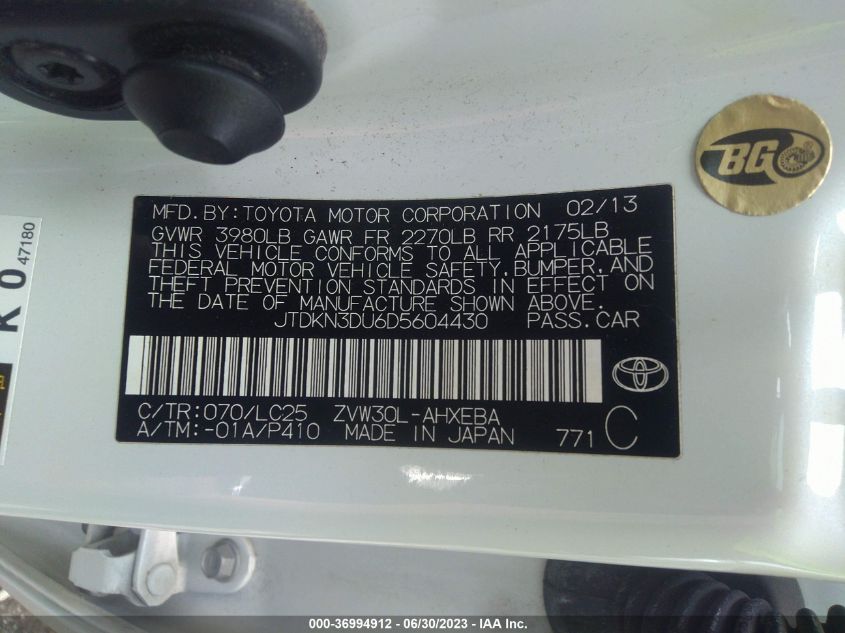 BG
MFD.BY:TOYOTA MOTOR CORPORATION 02/13
GVWR 3980LB GAWR FR 2270LB RR 2175LB
THIS VEHICLE CONFORMS TO ALL APPLICABLE
FEDERAL MOTOR VEHICLE SAFETY,BUMPER,AND
THEFT PREVENTION STANDARDS IN EFFECT ON
THE DATE OF MANUFACTURE SHOWN ABOVE.
JTDKN3DU6D5604430 PASS.CAR
C/TR:070/LC25 ZVW30L-AHXEBA
A/TM:-01A/P410 MADE IN JAPAN 771 C
K 0
47180
000-36994912 - 06/30/2023 - IAA Inc.